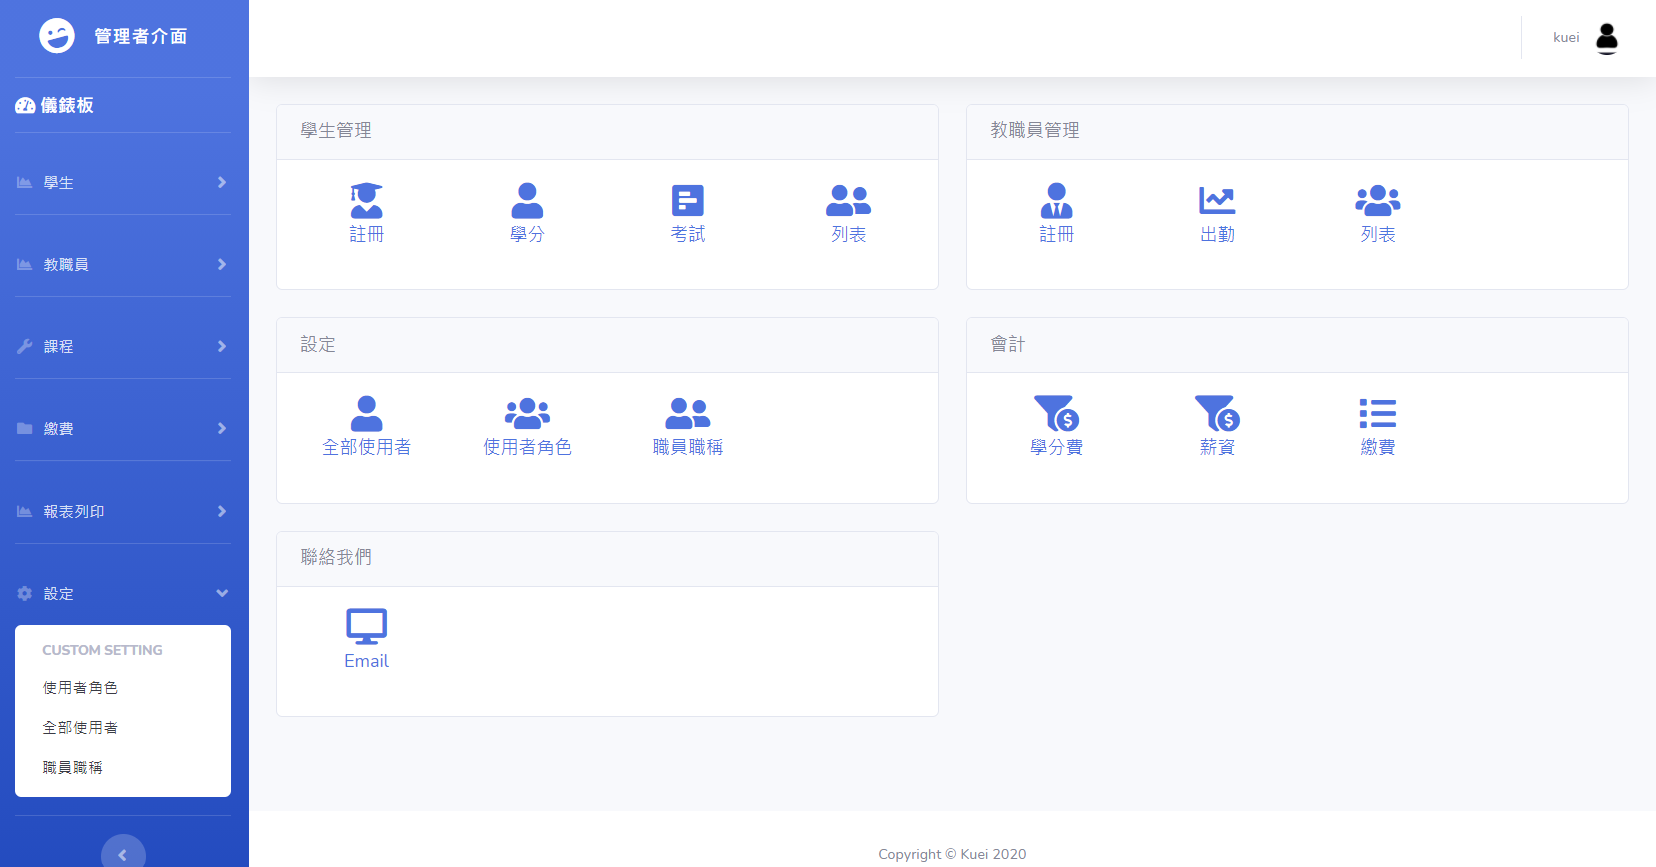 管理者介面
儀錶板
學生
教職員
課程
繳費
報表列印
設定
CUSTOM SETTING
使用者角色
全部使用者
職員職稱
kuei
學生管理
註冊
學分
考試
列表
教職員管理
註冊
出勤
列表
設定
全部使用者
使用者角色
職員職稱
會計
學分費
薪資
繳費
聯絡我們
Email
Copyright © Kuei 2020